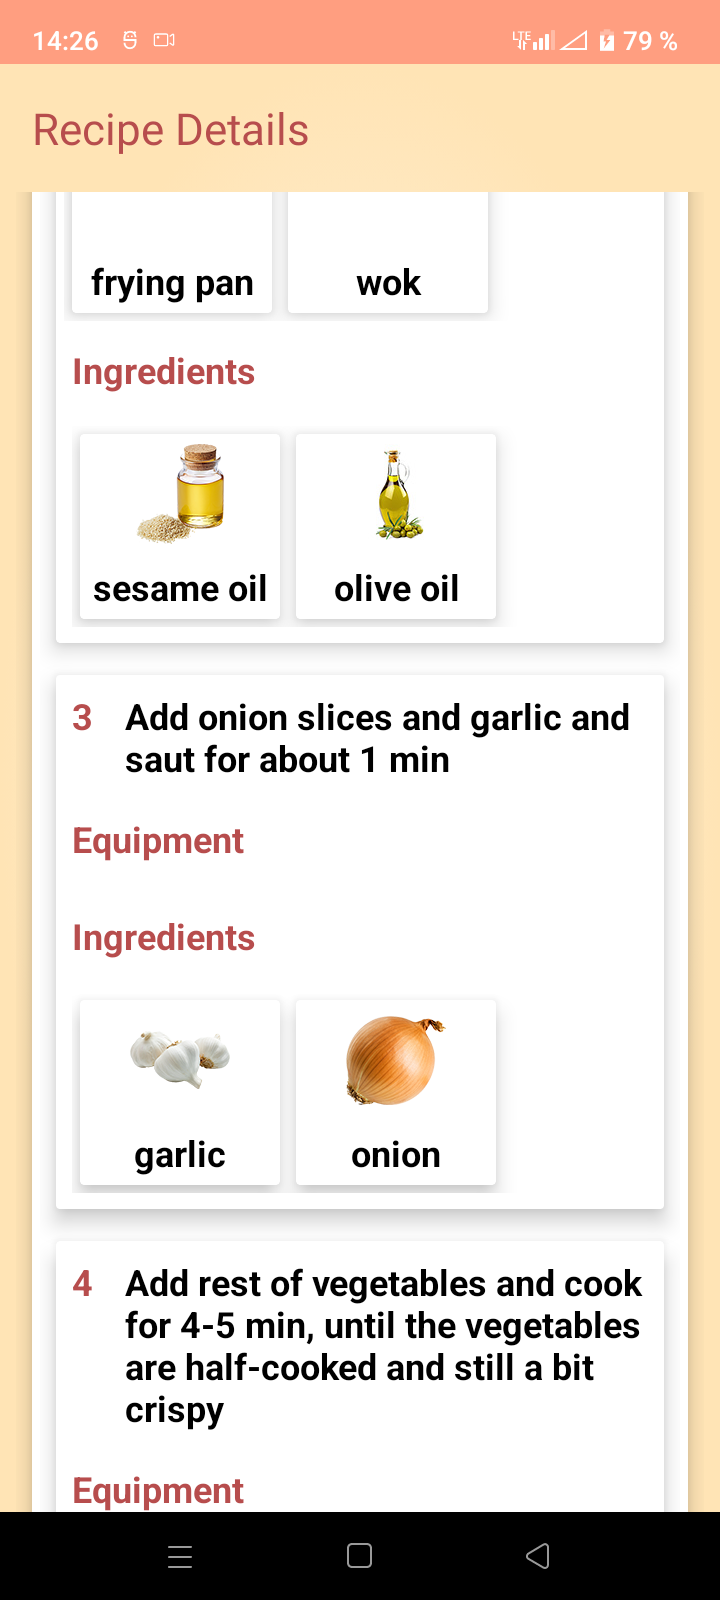 14:26 LTE 79 %
Recipe Details
frying pan wok
Ingredients
sesame oil olive oil
3 Add onion slices and garlic and
saut for about 1 min
Equipment
Ingredients
garlic onion
4 Add rest of vegetables and cook
for 4-5 min, until the vegetables
are half-cooked and still a bit
crispy
Equipment